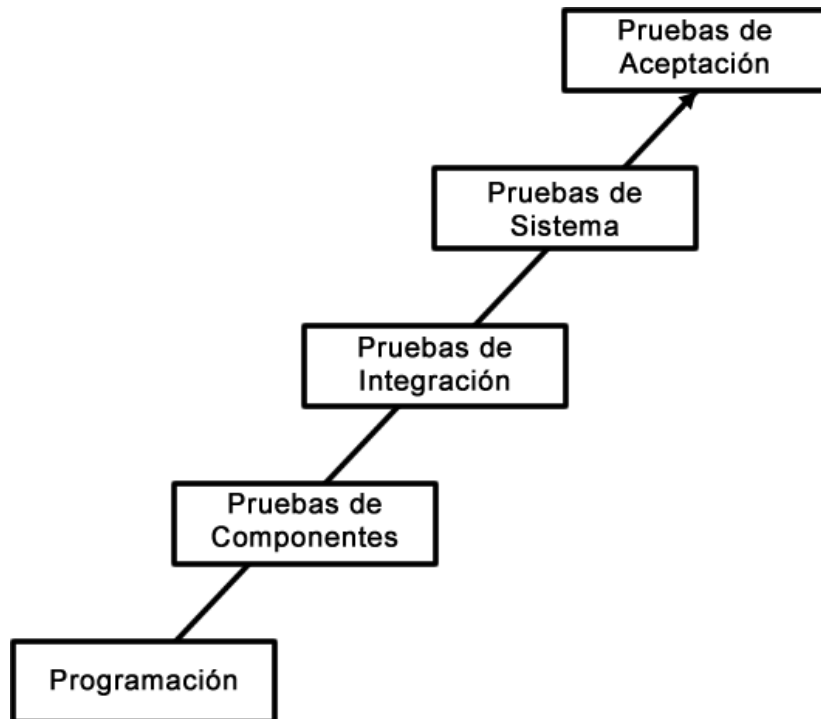 Pruebas de
Aceptación
Pruebas de
Sistema
Pruebas de
Integración
Pruebas de
Componentes
Programación